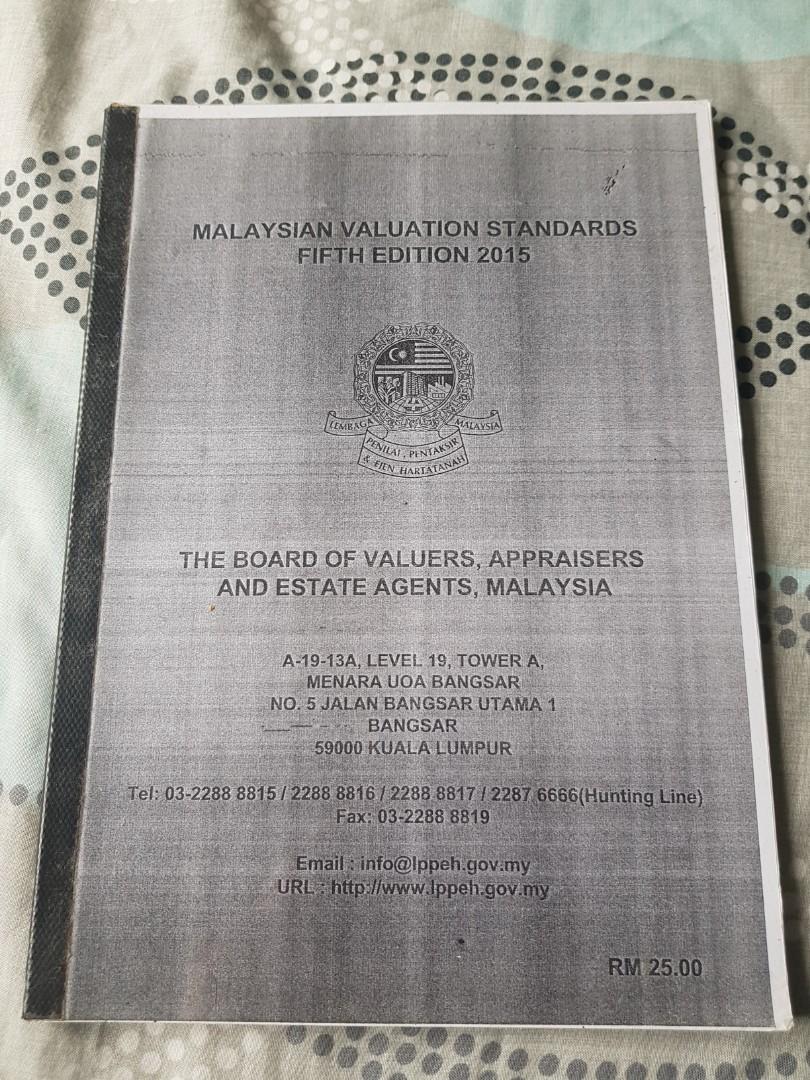 MALAYSIAN VALUATION STANDARDS
FIFTH EDITION 2015
LEMBAGA MALAYSIA
PENILAI, PENTAKSIR
& EJEN HARTATANAH
THE BOARD OF VALUERS, APPRAISERS
AND ESTATE AGENTS, MALAYSIA
A-19-13A, LEVEL 19, TOWER A,
MENARA UOA BANGSAR
NO. 5 JALAN BANGSAR UTAMA 1
BANGSAR
59000 KUALA LUMPUR
Tel: 03-2288 8815 / 2288 8816 / 2288 8817 / 2287 6666(Hunting Line)
Fax: 03-2288 8819
Email : info@lppeh.gov.my
URL : http://www.lppeh.gov.my
RM 25.00